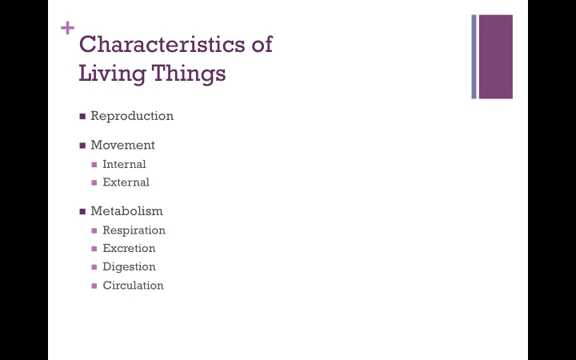 +
Characteristics of
Living Things
Reproduction
Movement
Internal
External
Metabolism
Respiration
Excretion
Digestion
Circulation